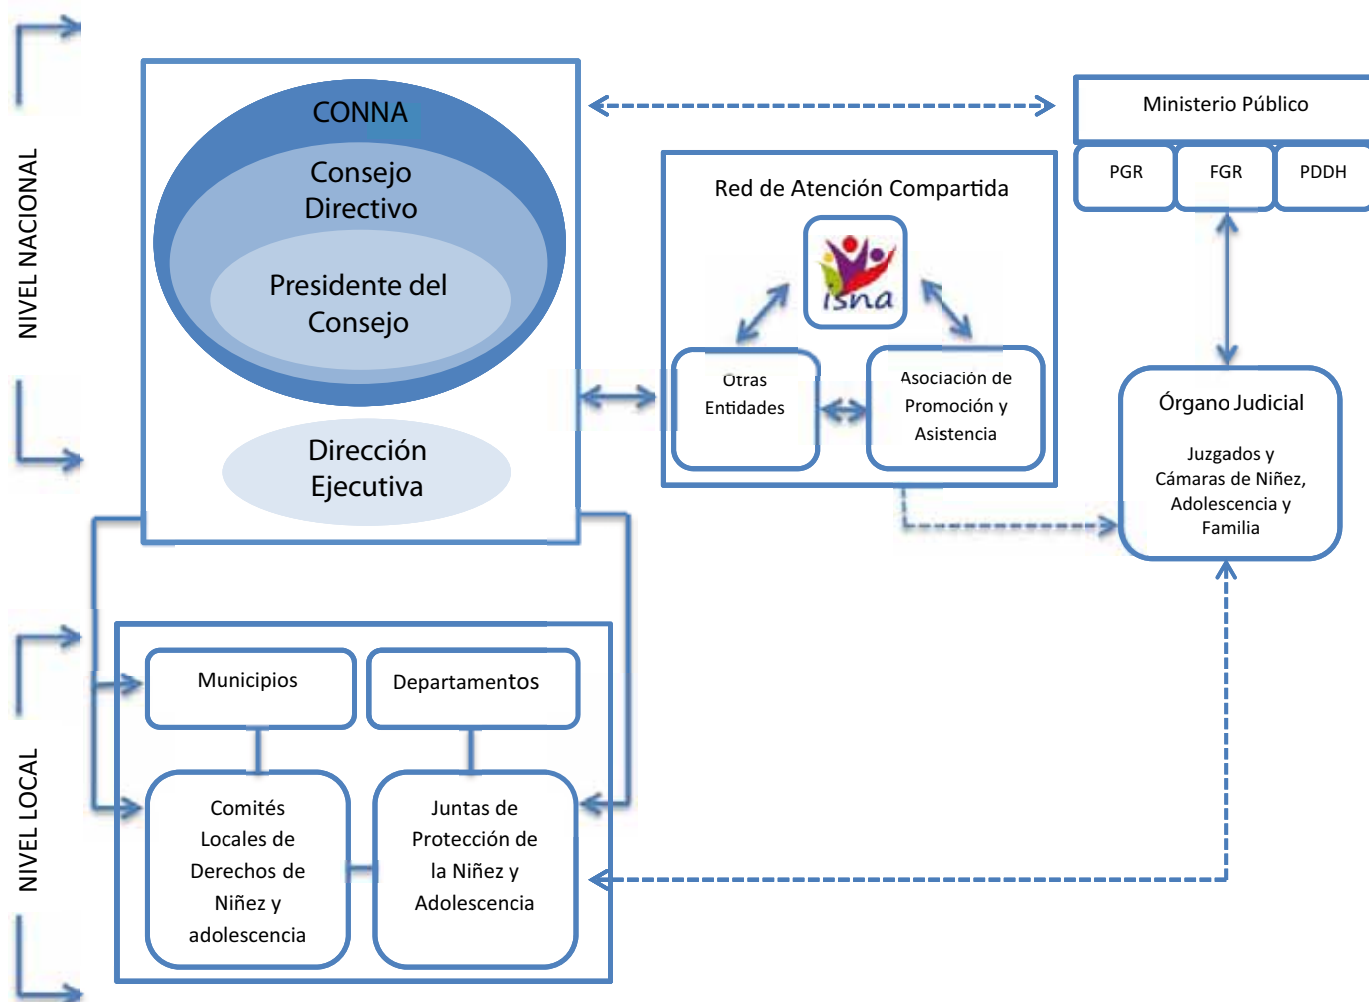 NIVEL NACIONAL
CONNA
Consejo
Directivo
Presidente del
Consejo
Dirección
Ejecutiva
Red de Atención Compartida
isna
Otras
Entidades
Asociación de
Promoción y
Asistencia
Ministerio Público
PGR
FGR
PDDH
Órgano Judicial
Juzgados y
Cámaras de Niñez,
Adolescencia y
Familia
NIVEL LOCAL
Municipios
Departamentos
Comités
Locales de
Derechos de
Niñez y
adolescencia
Juntas de
Protección de
la Niñez y
Adolescencia